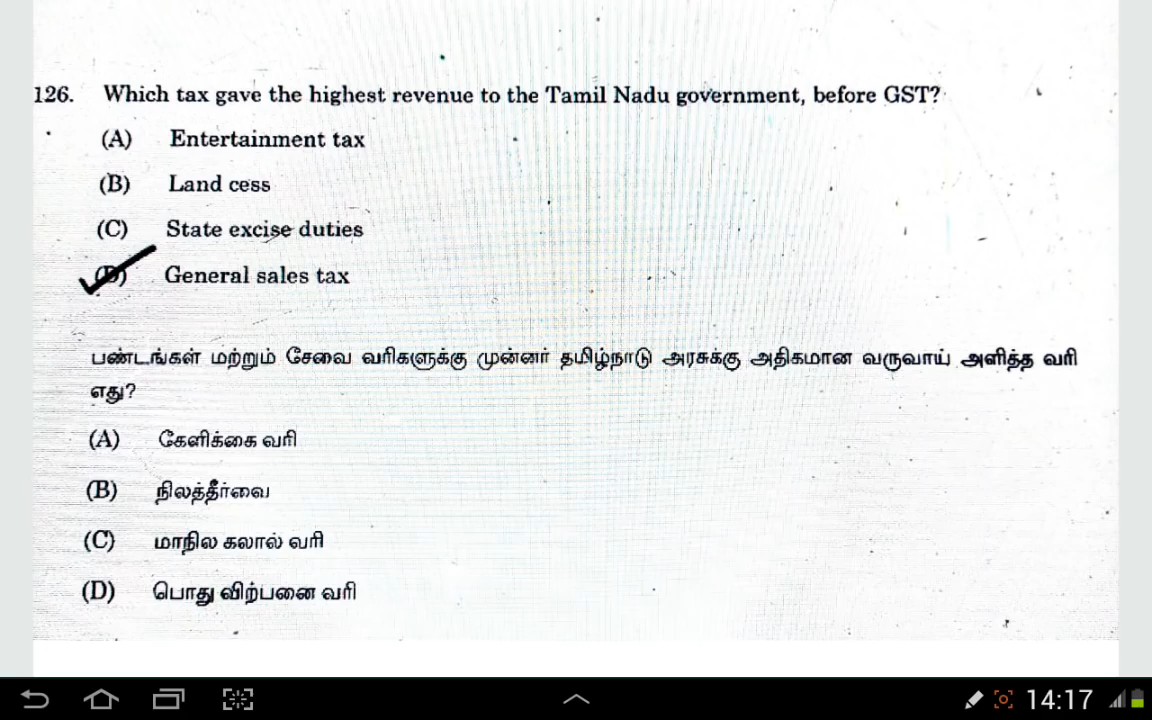 126. Which tax gave the highest revenue to the Tamil Nadu government, before GST?
(A) Entertainment tax
(B) Land cess
(C) State excise duties
(D) General sales tax
பண்டங்கள் மற்றும் சேவை வரிகளுக்கு முன்னர் தமிழ்நாடு அரசுக்கு அதிகமான வருவாய் அளித்த வரி
எது?
(A) கேளிக்கை வரி
(B) நிலத்தீர்வை
(C) மாநில கலால் வரி
(D) பொது விற்பனை வரி
14:17